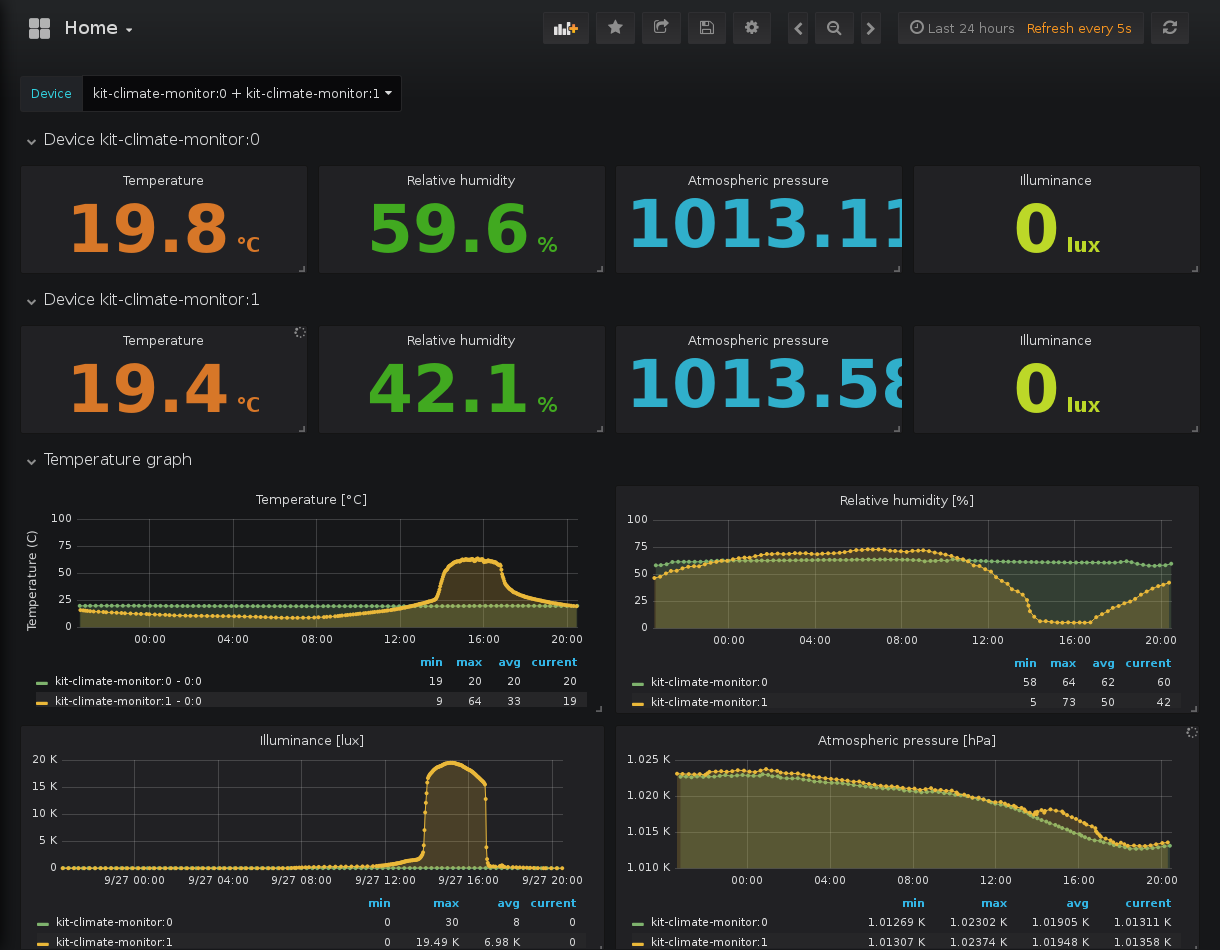 Home
Last 24 hours Refresh every 5s
Device kit-climate-monitor:0 + kit-climate-monitor:1
Device kit-climate-monitor:0
Temperature Relative humidity Atmospheric pressure Illuminance
19.8 °C 59.6 % 1013.11 0 lux
Device kit-climate-monitor:1
Temperature Relative humidity Atmospheric pressure Illuminance
19.4 °C 42.1 % 1013.58 0 lux
Temperature graph
Temperature [°C]
Temperature (C)
100
75
50
25
0
00:00 04:00 08:00 12:00 16:00 20:00
min max avg current
kit-climate-monitor:0 - 0:0 19 20 20 20
kit-climate-monitor:1 - 0:0 9 64 33 19
Relative humidity [%]
100
75
50
25
0
00:00 04:00 08:00 12:00 16:00 20:00
min max avg current
kit-climate-monitor:0 58 64 62 60
kit-climate-monitor:1 5 73 50 42
Illuminance [lux]
20 K
15 K
10 K
5 K
0
9/27 00:00 9/27 04:00 9/27 08:00 9/27 12:00 9/27 16:00 9/27 20:00
min max avg current
kit-climate-monitor:0 0 30 8 0
kit-climate-monitor:1 0 19.49 K 6.98 K 0
Atmospheric pressure [hPa]
1.025 K
1.020 K
1.015 K
1.010 K
00:00 04:00 08:00 12:00 16:00 20:00
min max avg current
kit-climate-monitor:0 1.01269 K 1.02302 K 1.01905 K 1.01311 K
kit-climate-monitor:1 1.01307 K 1.02374 K 1.01948 K 1.01358 K